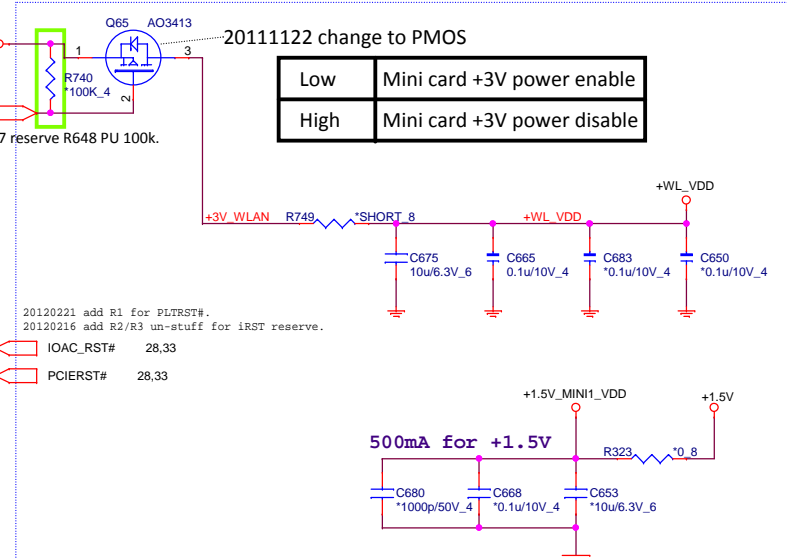 Q65 AO3413
20111122 change to PMOS
1
3
2
R740
*100K_4
Low Mini card +3V power enable
High Mini card +3V power disable
7 reserve R648 PU 100k.
+WL_VDD
+3V_WLAN R749 *SHORT_8 +WL_VDD
C675
10u/6.3V_6
C665
0.1u/10V_4
C683
*0.1u/10V_4
C650
*0.1u/10V_4
20120221 add R1 for PLTRST#.
20120216 add R2/R3 un-stuff for iRST reserve.
IOAC_RST# 28,33
PCIERST# 28,33
+1.5V_MINI1_VDD
+1.5V
500mA for +1.5V
R323 *0_8
C680
*1000p/50V_4
C668
*0.1u/10V_4
C653
*10u/6.3V_6